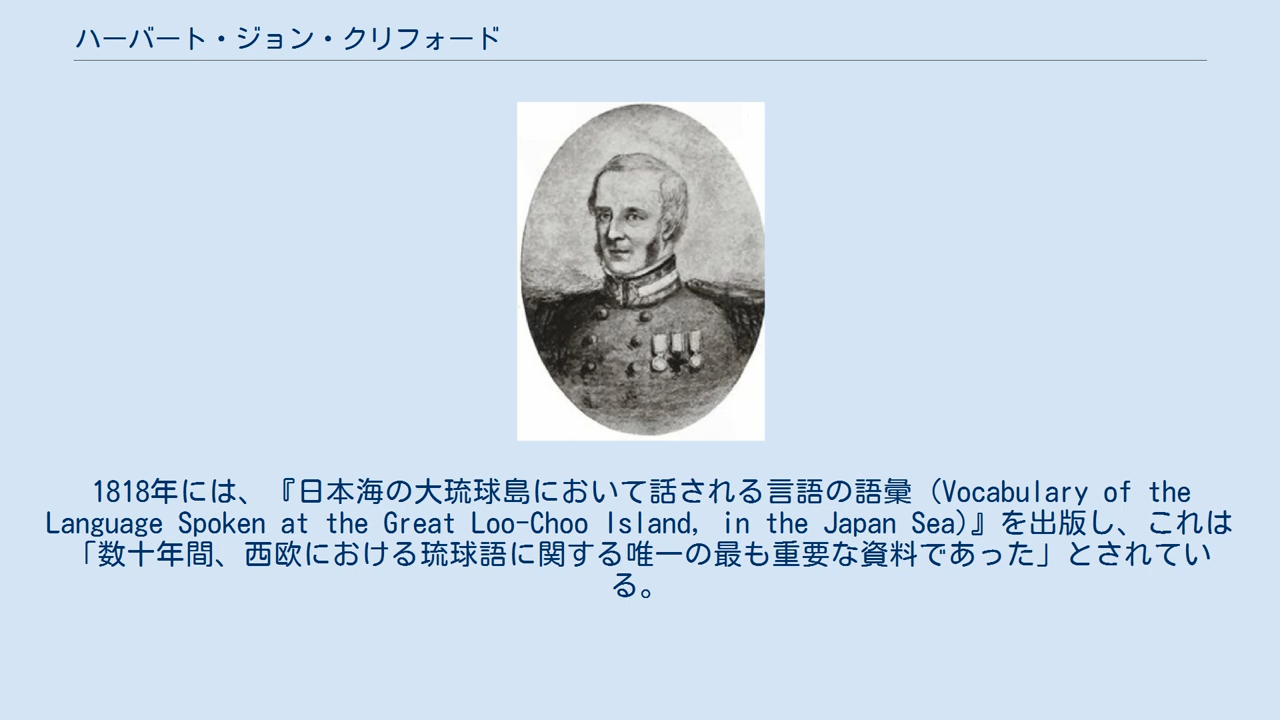 ハーバート・ジョン・クリフォード
1818年には、『日本海の大琉球島において話される言語の語彙（Vocabulary of the
Language Spoken at the Great Loo-Choo Island, in the Japan Sea)』を出版し、これは
「数十年間、西欧における琉球語に関する唯一の最も重要な資料であった」とされてい
る。